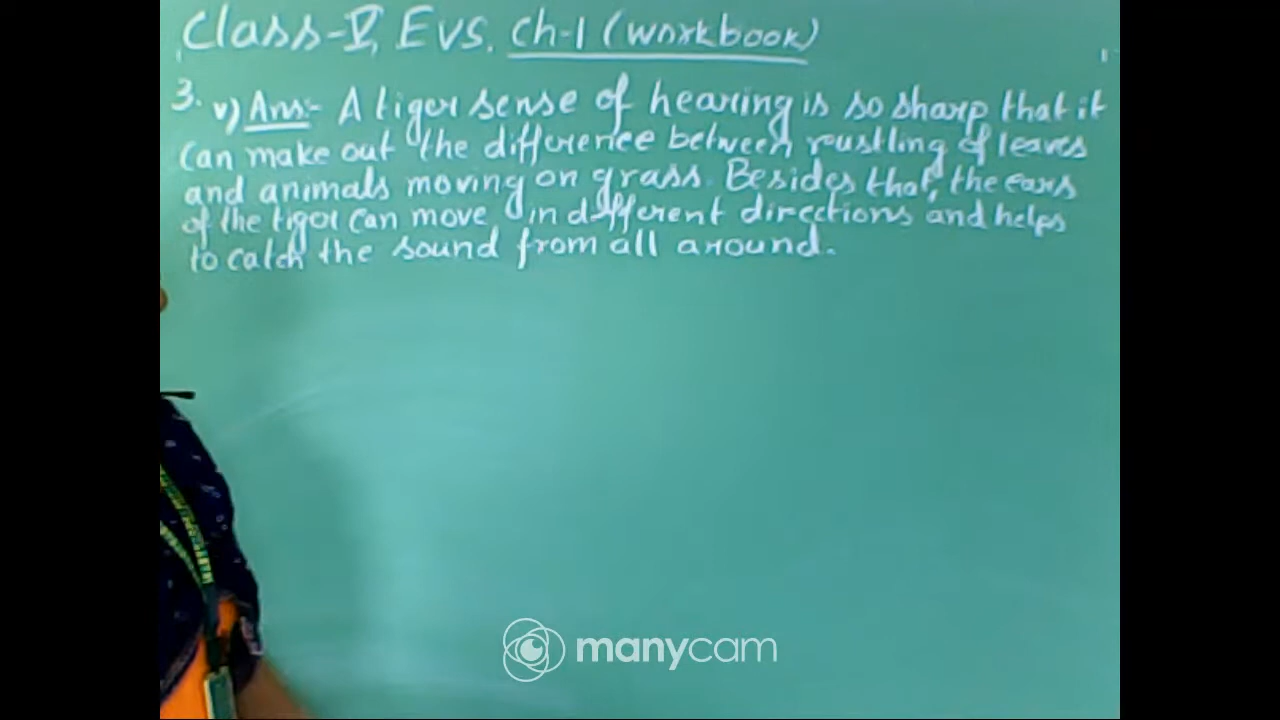 Class-V, EVS. Ch-1 (Workbook)
3. v) Ans:- A tiger sense of hearing is so sharp that it
can make out the difference between rustling of leaves
and animals moving on grass. Besides that, the ears
of the tiger can move in different directions and helps
to catch the sound from all around.
manycam